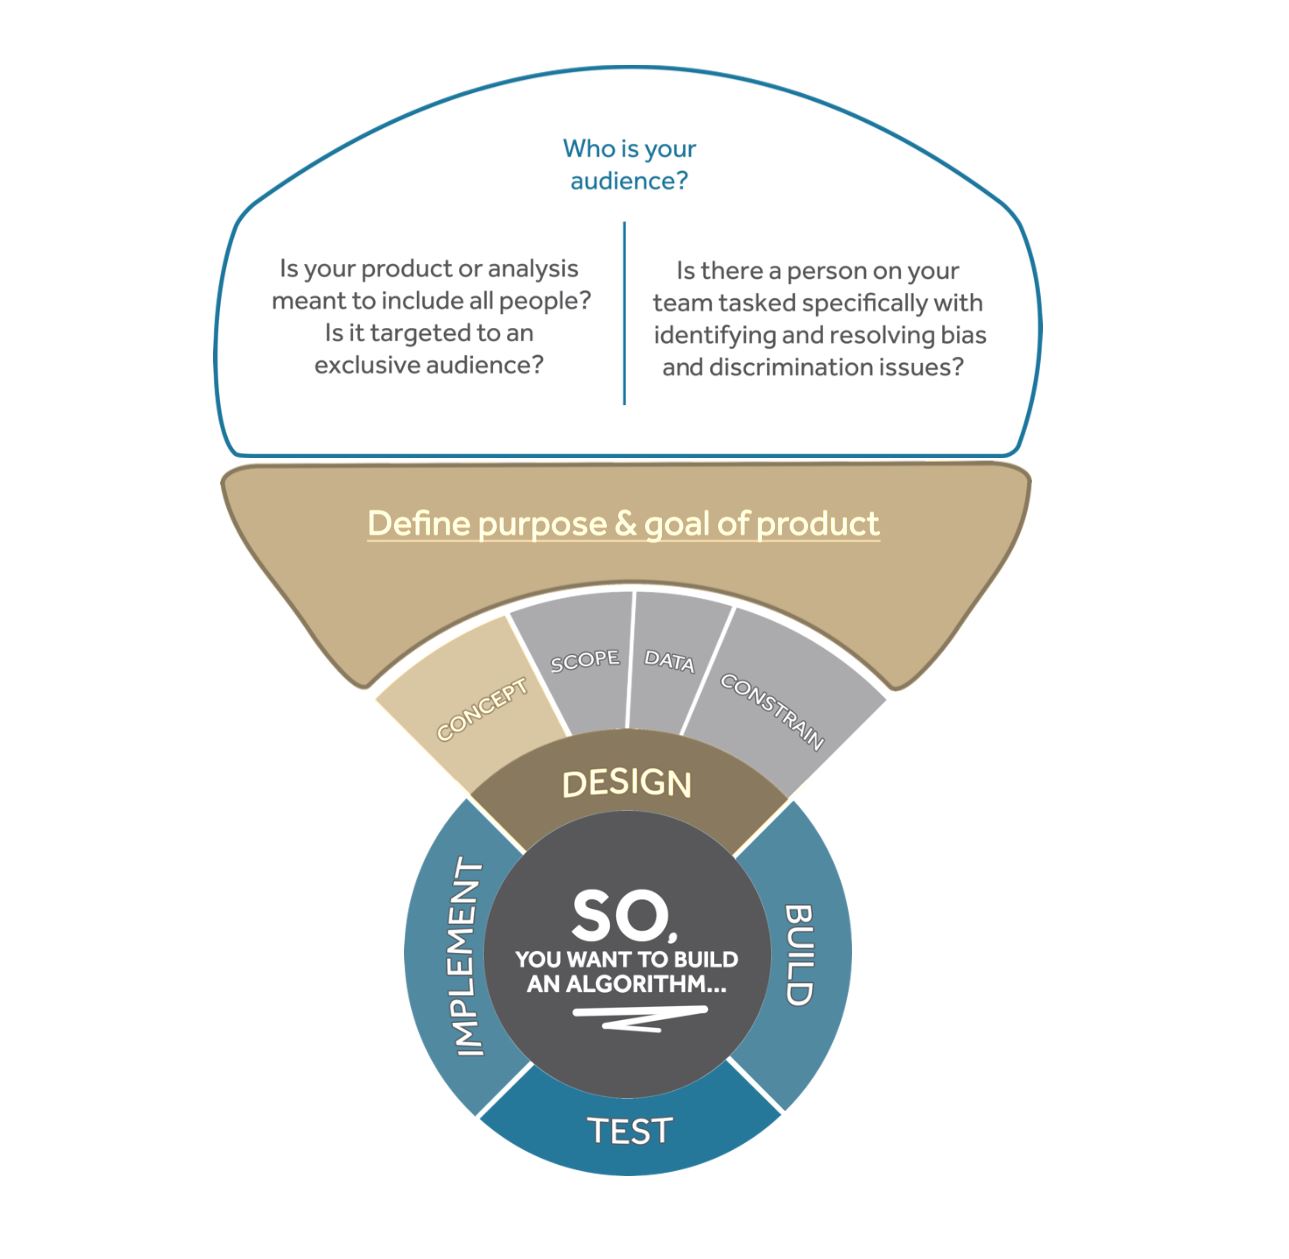 Who is your
audience?
Is your product or analysis
meant to include all people?
Is it targeted to an
exclusive audience?
Is there a person on your
team tasked specifically with
identifying and resolving bias
and discrimination issues?
Define purpose & goal of product
CONCEPT
SCOPE
DATA
CONSTRAIN
DESIGN
IMPLEMENT
SO,
YOU WANT TO BUILD
AN ALGORITHM...
BUILD
TEST